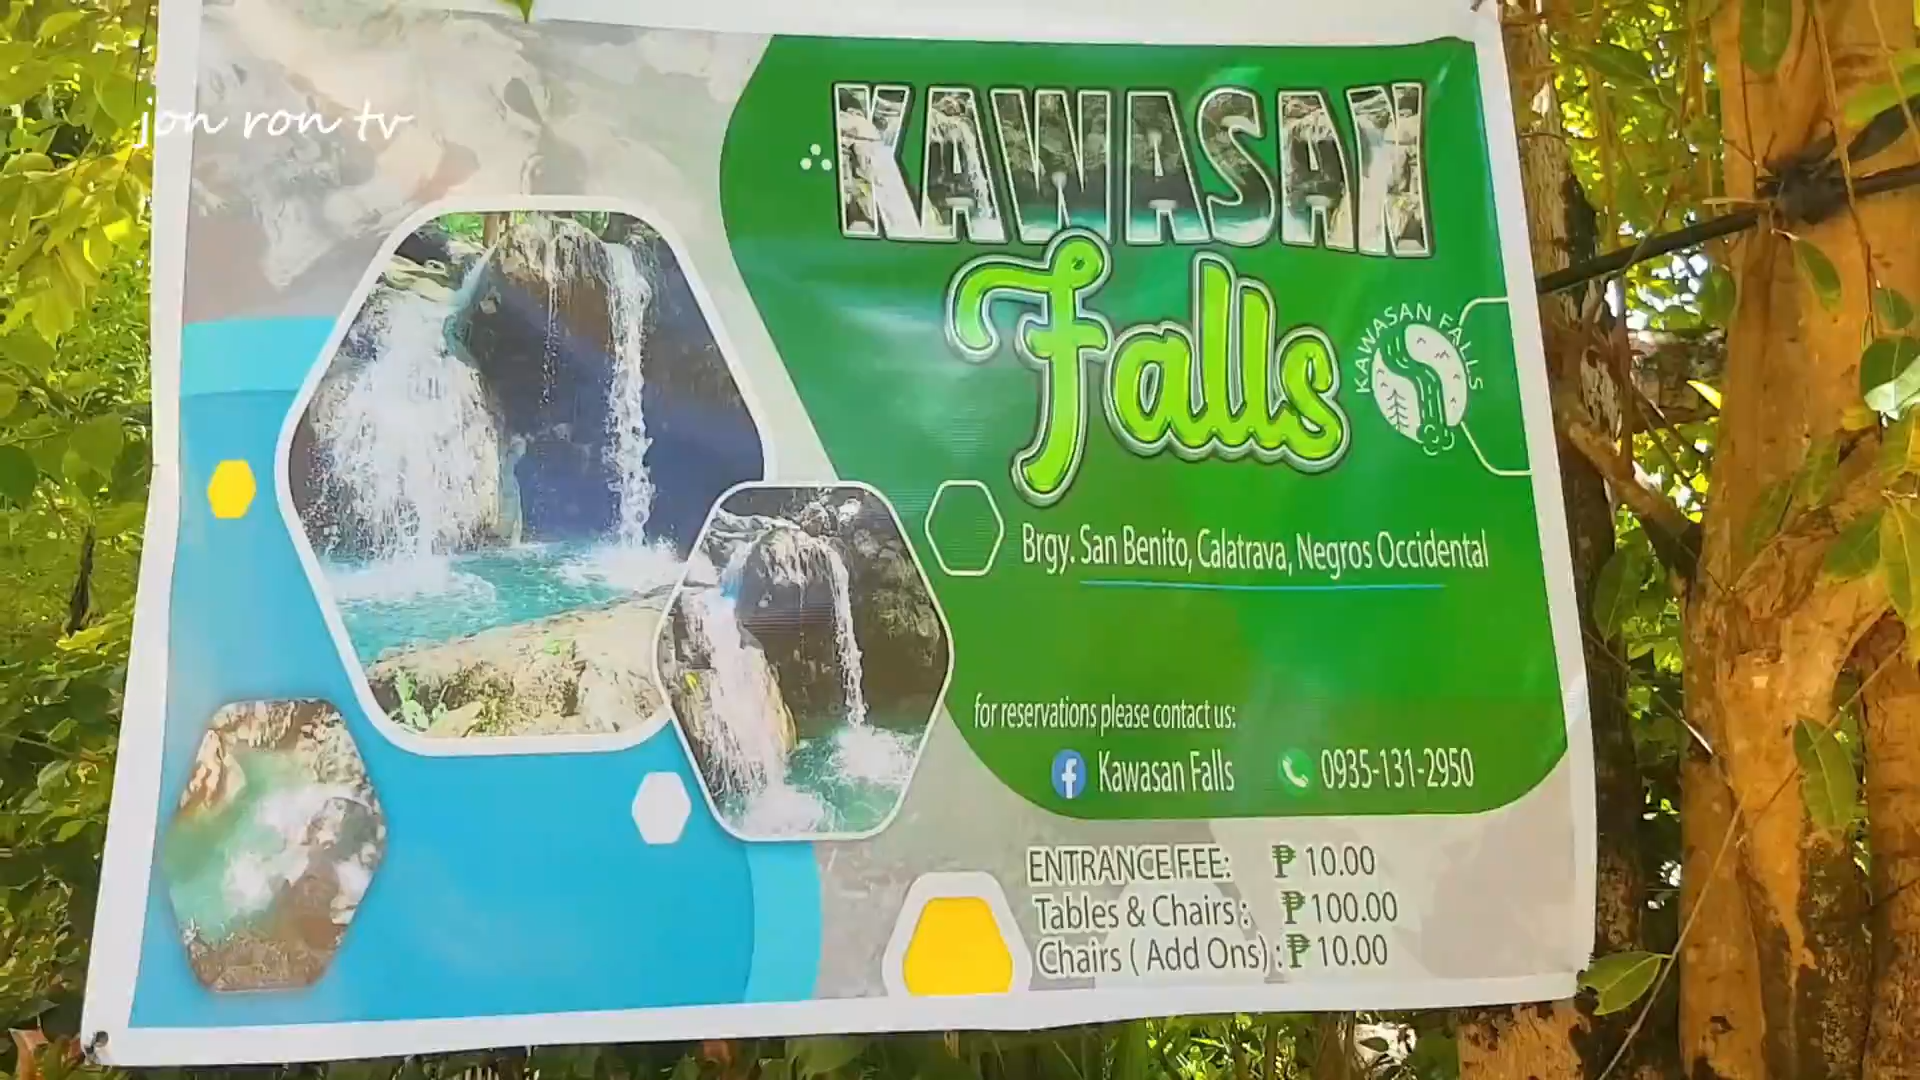 jon ron tv
KAWASAN
Falls
KAWASAN FALLS
Brgy. San Benito, Calatrava, Negros Occidental
for reservations please contact us:
Kawasan Falls 0935-131-2950
ENTRANCE FEE: ₱ 10.00
Tables & Chairs : ₱ 100.00
Chairs ( Add Ons) : ₱ 10.00